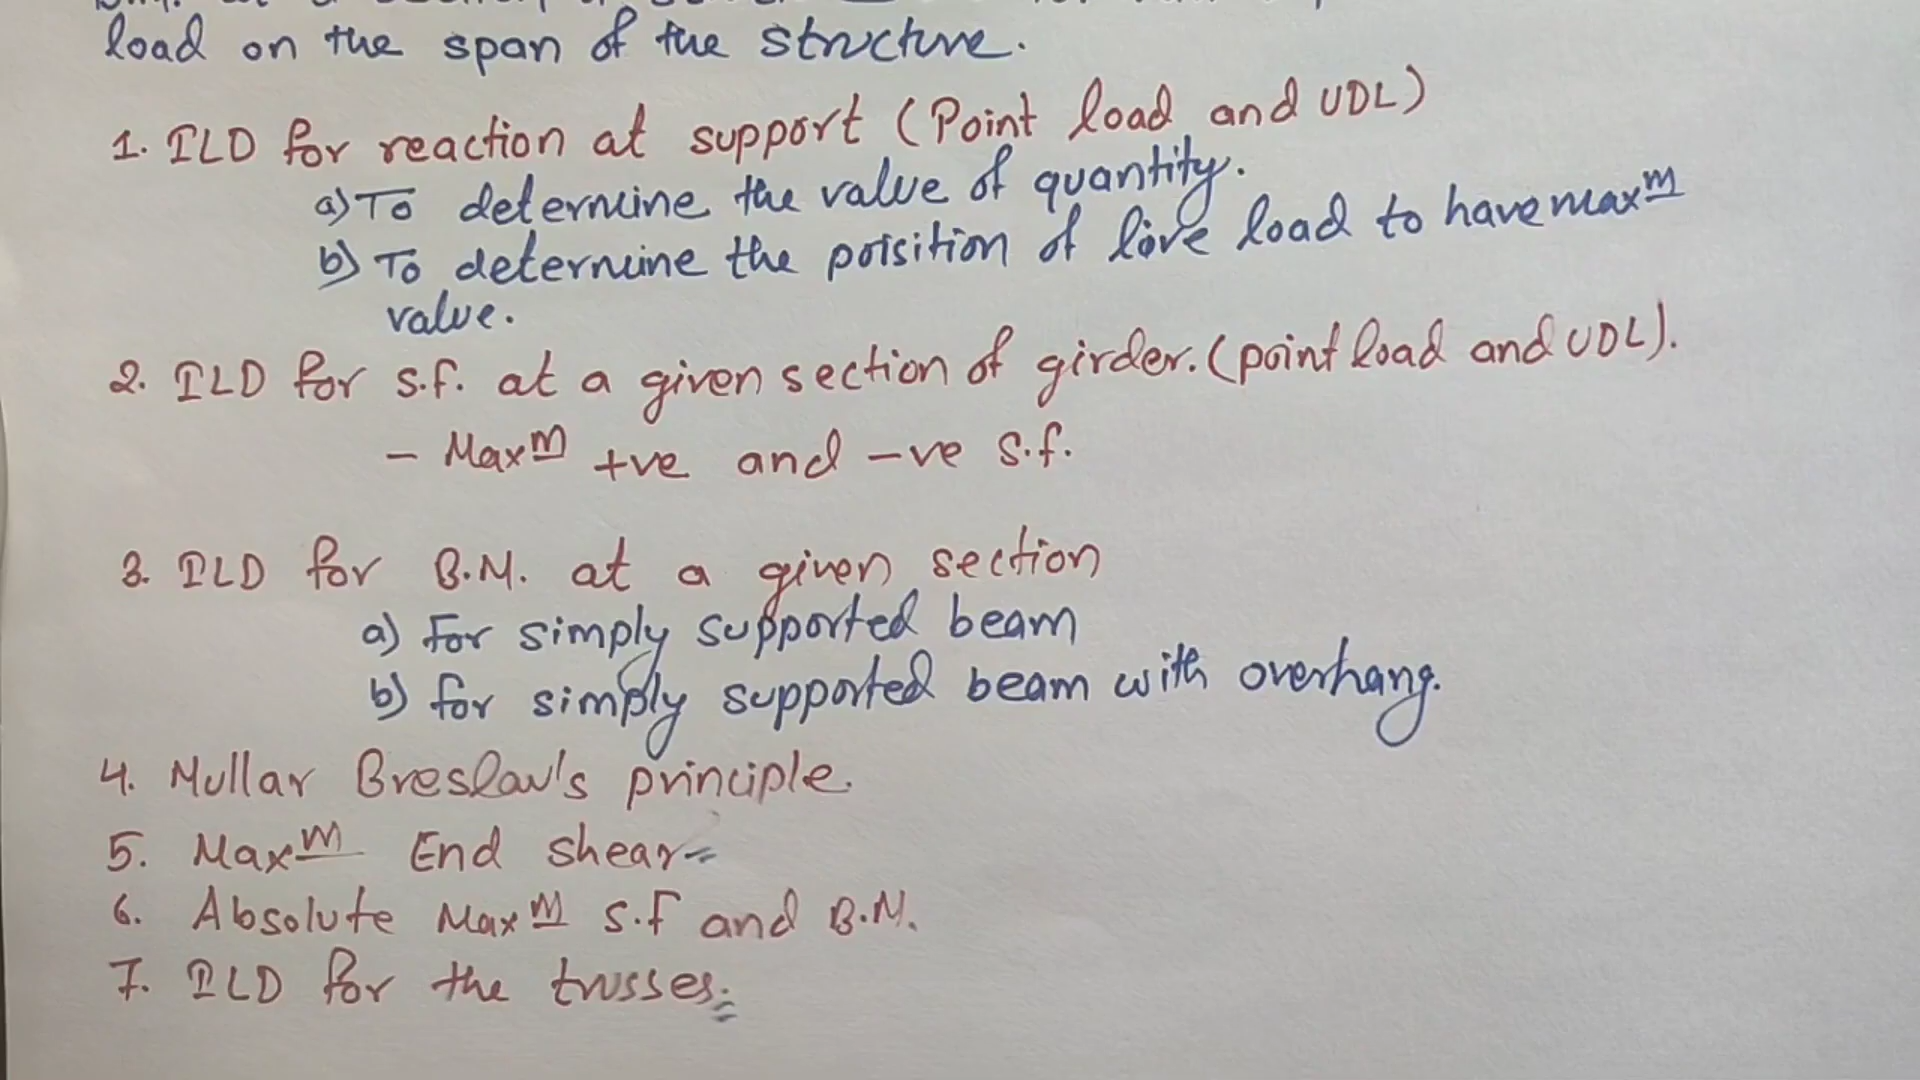 load on the span of the structure.
1. ILD for reaction at support (Point load and UDL)
a) To determine the value of quantity.
b) To determine the poisition of live load to have maxm
value.
2. ILD for s.f. at a given section of girder. (point load and UDL).
- Maxm +ve and -ve s.f.
3. ILD for B.M. at a given section
a) For simply supported beam
b) for simply supported beam with overhang.
4. Mullar Breslau's principle.
5. Maxm End shear
6. Absolute Maxm s.f and B.M.
7. ILD for the trusses.